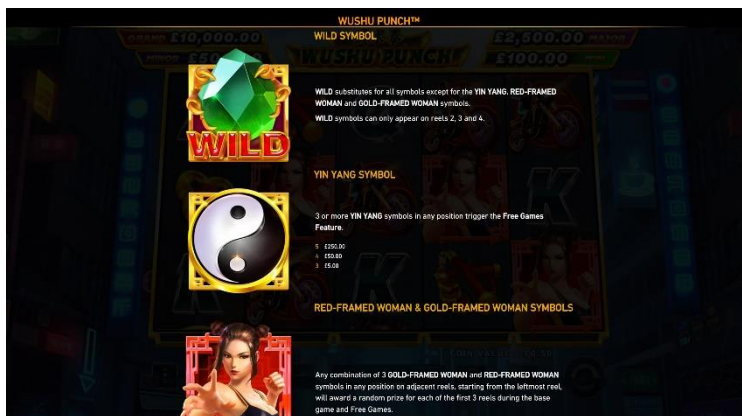 WUSHU PUNCH™
GRAND £10,000.00
£2,500.00 MAJOR
WUSHU PUNCH
£100.00
WILD SYMBOL
WILD
WILD substitutes for all symbols except for the YIN YANG, RED-FRAMED
WOMAN and GOLD-FRAMED WOMAN symbols.
WILD symbols can only appear on reels 2, 3 and 4.
YIN YANG SYMBOL
3 or more YIN YANG symbols in any position trigger the Free Games
Feature.
5 £250.00
4 £50.00
3 £5.00
RED-FRAMED WOMAN & GOLD-FRAMED WOMAN SYMBOLS
Any combination of 3 GOLD-FRAMED WOMAN and RED-FRAMED WOMAN
symbols in any position on adjacent reels, starting from the leftmost reel,
will award a random prize for each of the first 3 reels during the base
game and Free Games.